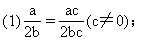 (1) a/2b = ac/2bc (c≠0);